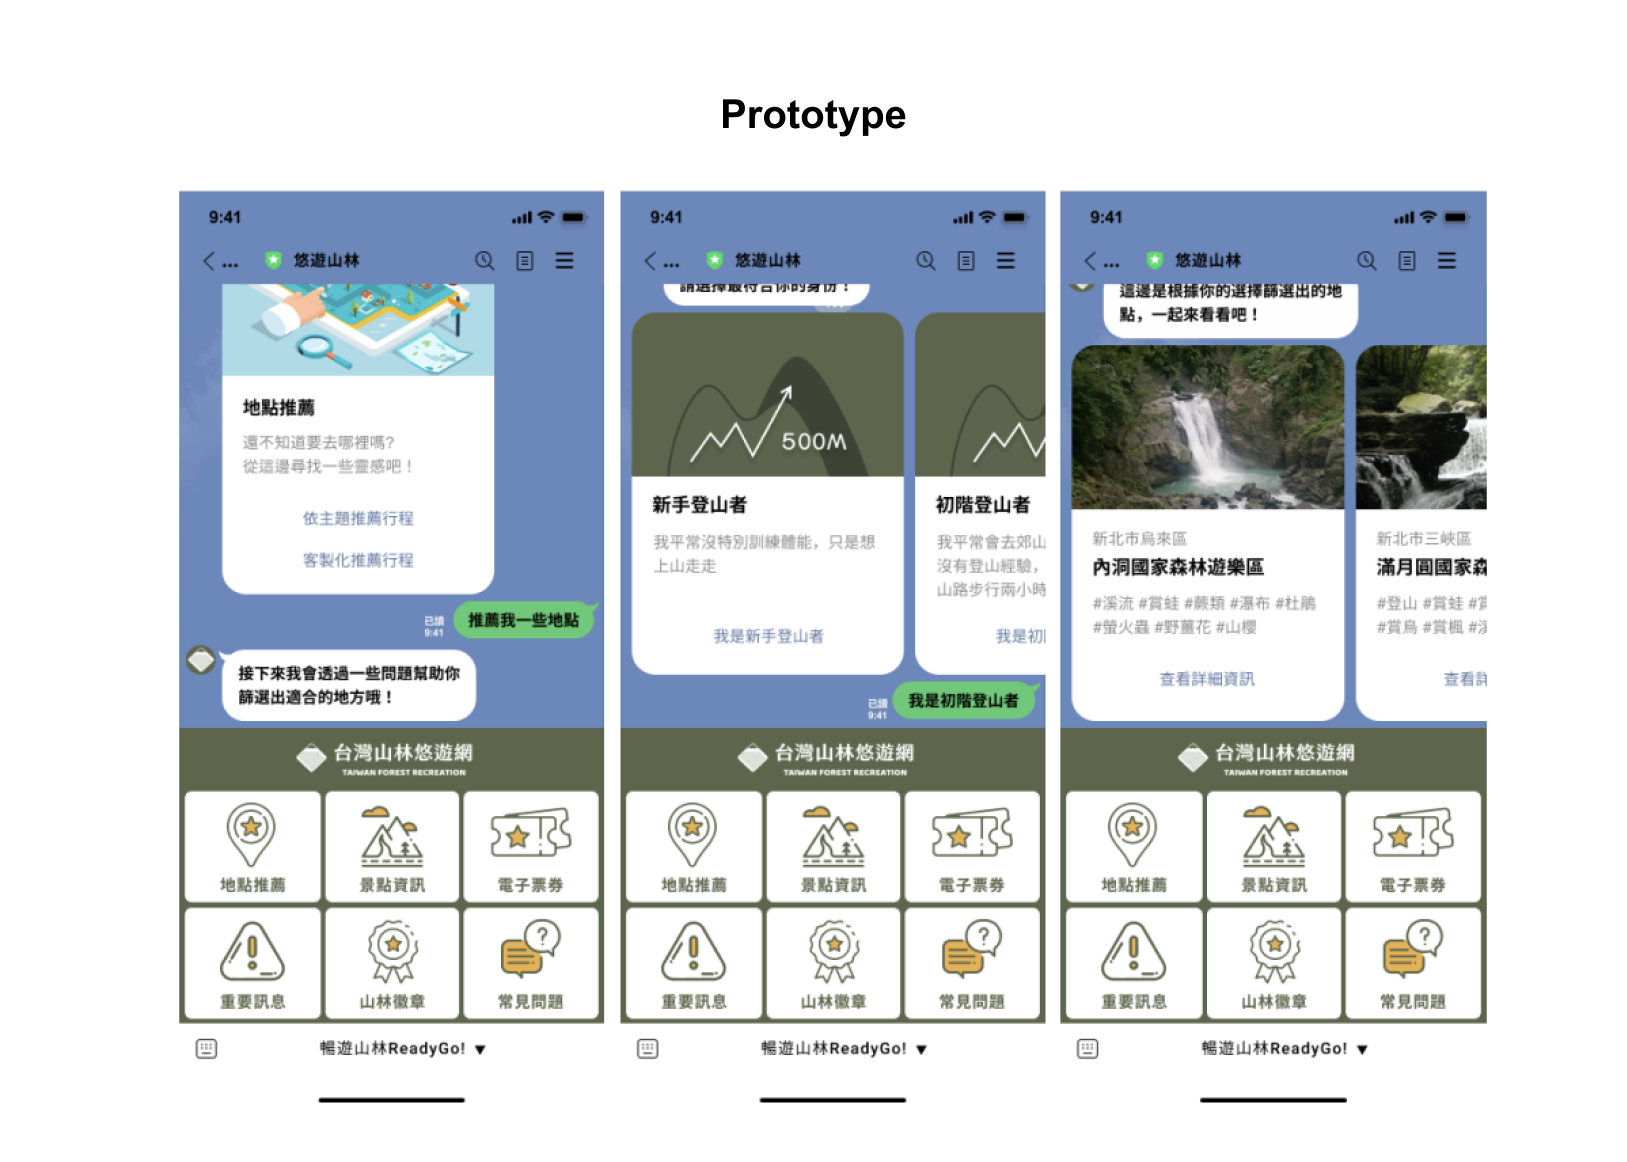 Prototype
9:41
... 悠遊山林
地點推薦
還不知道要去哪裡嗎?
從這邊尋找一些靈感吧！
依主題推薦行程
客製化推薦行程
已讀
9:41
推薦我一些地點
接下來我會透過一些問題幫助你
篩選出適合的地方哦！
台灣山林悠遊網
TAIWAN FOREST RECREATION
地點推薦 景點資訊 電子票券
重要訊息 山林徽章 常見問題
暢遊山林ReadyGo! ▼
9:41
... 悠遊山林
請選擇最符合你的身份！
500M
新手登山者
我平常沒特別訓練體能，只是想
上山走走
我是新手登山者
初階登山者
我平常會去郊山
沒有登山經驗，
山路步行兩小時
我是初
已讀
9:41
我是初階登山者
台灣山林悠遊網
TAIWAN FOREST RECREATION
地點推薦 景點資訊 電子票券
重要訊息 山林徽章 常見問題
暢遊山林ReadyGo! ▼
9:41
... 悠遊山林
這邊是根據你的選擇篩選出的地
點，一起來看看吧！
新北市烏來區
內洞國家森林遊樂區
#溪流 #賞蛙 #蕨類 #瀑布 #杜鵑
#螢火蟲 #野薑花 #山櫻
查看詳細資訊
新北市三峽區
滿月圓國家森
#登山 #賞蛙 #賞
#賞鳥 #賞楓 #溪
查看詳
台灣山林悠遊網
TAIWAN FOREST RECREATION
地點推薦 景點資訊 電子票券
重要訊息 山林徽章 常見問題
暢遊山林ReadyGo! ▼